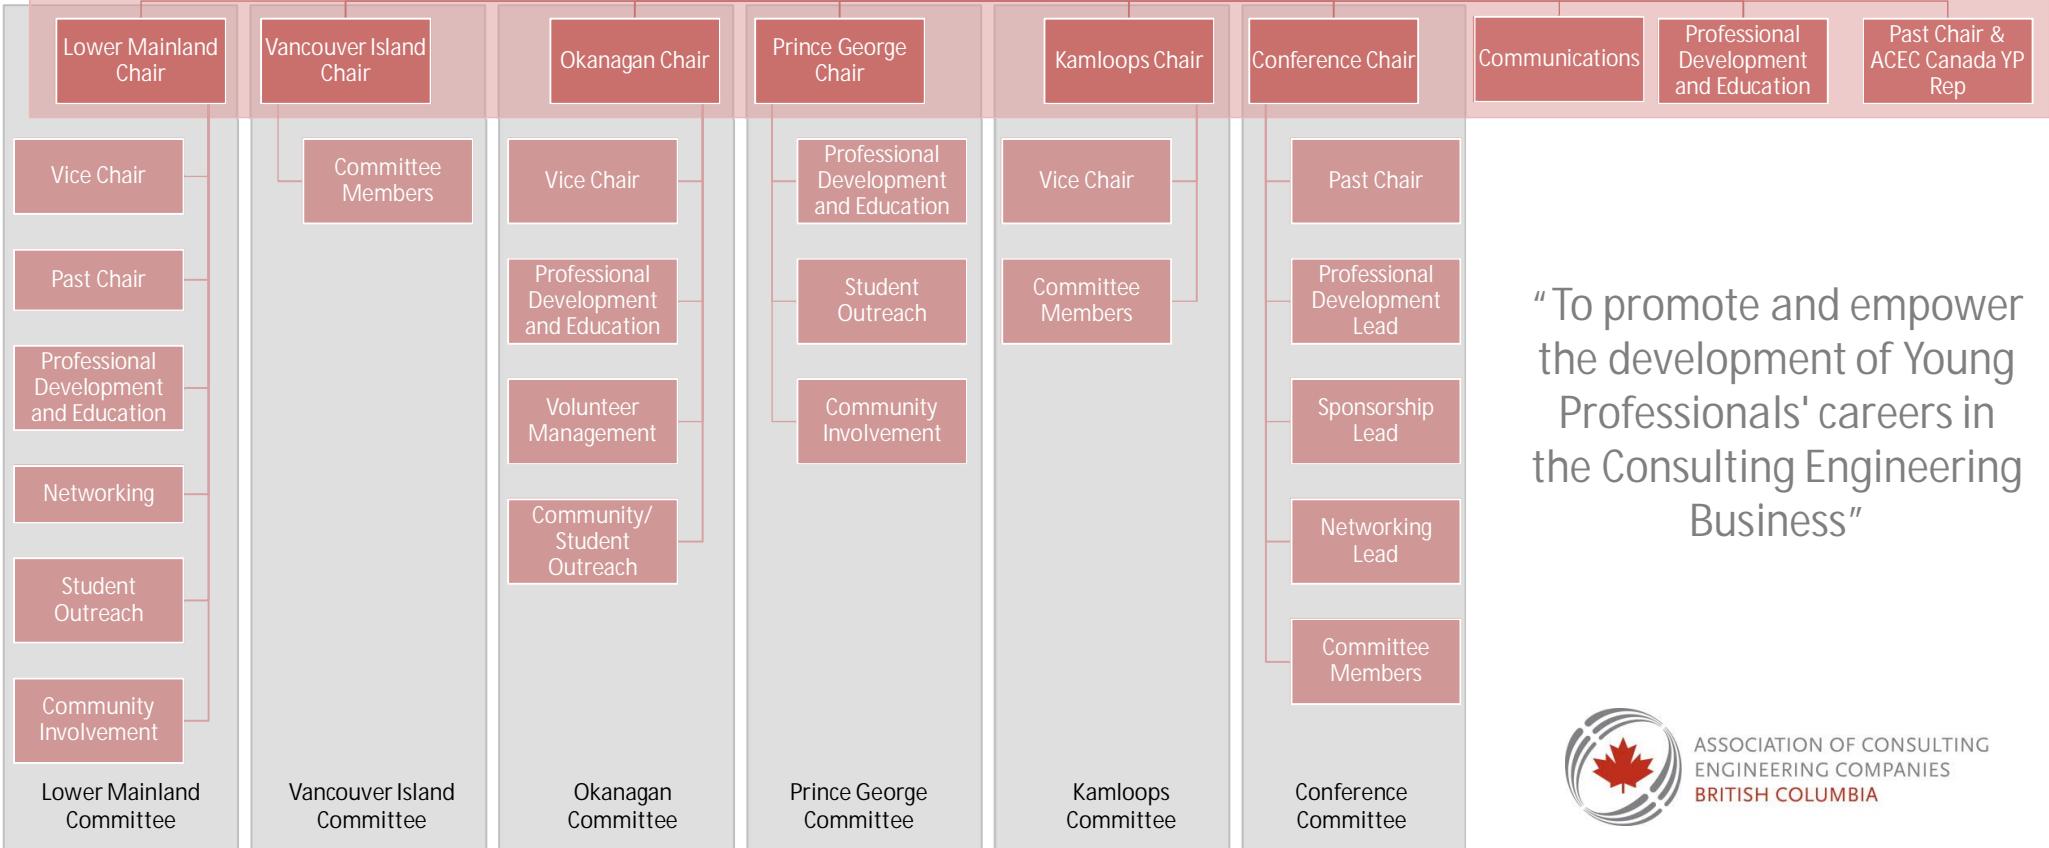 Lower Mainland
Chair
Vancouver Island
Chair
Okanagan Chair
Prince George
Chair
Kamloops Chair
Conference Chair
Communications
Professional
Development
and Education
Past Chair &
ACEC Canada YP
Rep
Vice Chair
Past Chair
Professional
Development
and Education
Networking
Student
Outreach
Community
Involvement
Lower Mainland
Committee
Committee
Members
Vancouver Island
Committee
Vice Chair
Professional
Development
and Education
Volunteer
Management
Community/
Student
Outreach
Okanagan
Committee
Professional
Development
and Education
Student
Outreach
Community
Involvement
Prince George
Committee
Vice Chair
Committee
Members
Kamloops
Committee
Past Chair
Professional
Development
Lead
Sponsorship
Lead
Networking
Lead
Committee
Members
Conference
Committee
“To promote and empower
the development of Young
Professionals' careers in
the Consulting Engineering
Business”
ASSOCIATION OF CONSULTING
ENGINEERING COMPANIES
BRITISH COLUMBIA